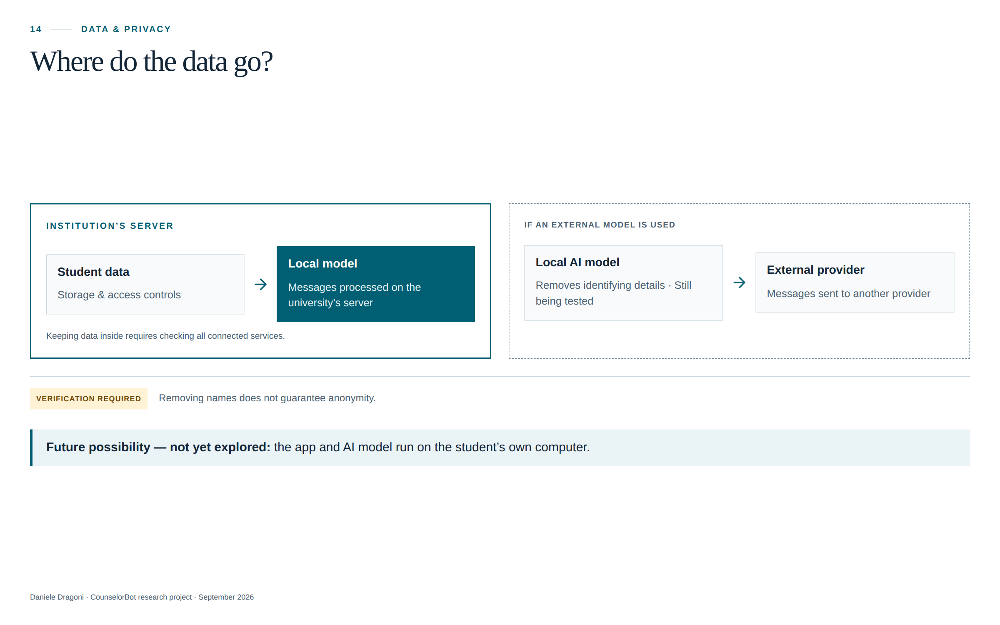 14 DATA & PRIVACY
Where do the data go?
INSTITUTION’S SERVER
Student data
Storage & access controls
Local model
Messages processed on the
university’s server
Keeping data inside requires checking all connected services.
IF AN EXTERNAL MODEL IS USED
Local AI model
Removes identifying details · Still
being tested
External provider
Messages sent to another provider
VERIFICATION REQUIRED
Removing names does not guarantee anonymity.
Future possibility — not yet explored: the app and AI model run on the student’s own computer.
Daniele Dragoni · CounselorBot research project · September 2026